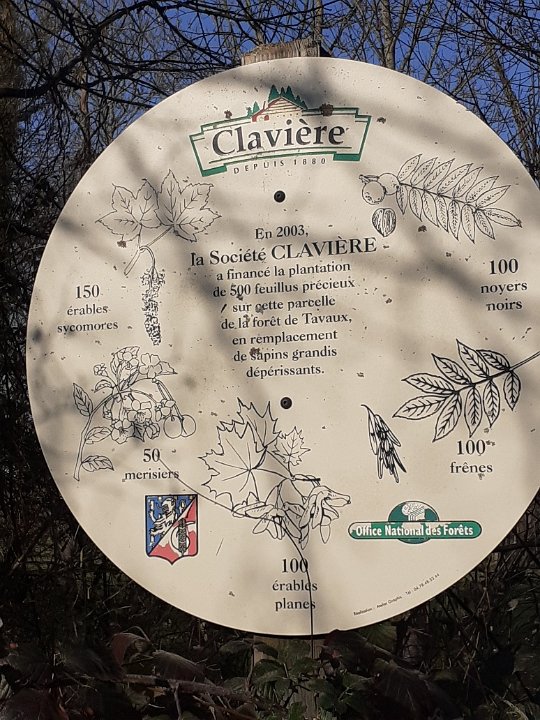 Clavière
DEPUIS 1880
En 2003,
la Société CLAVIÈRE
a financé la plantation
de 500 feuillus précieux
sur cette parcelle
de la forêt de Tavaux,
en remplacement
de sapins grandis
dépérissants.
150
érables
sycomores
100
noyers
noirs
50
merisiers
100
frênes
100
érables
planes
Office National des Forêts
Réalisation : Atelier